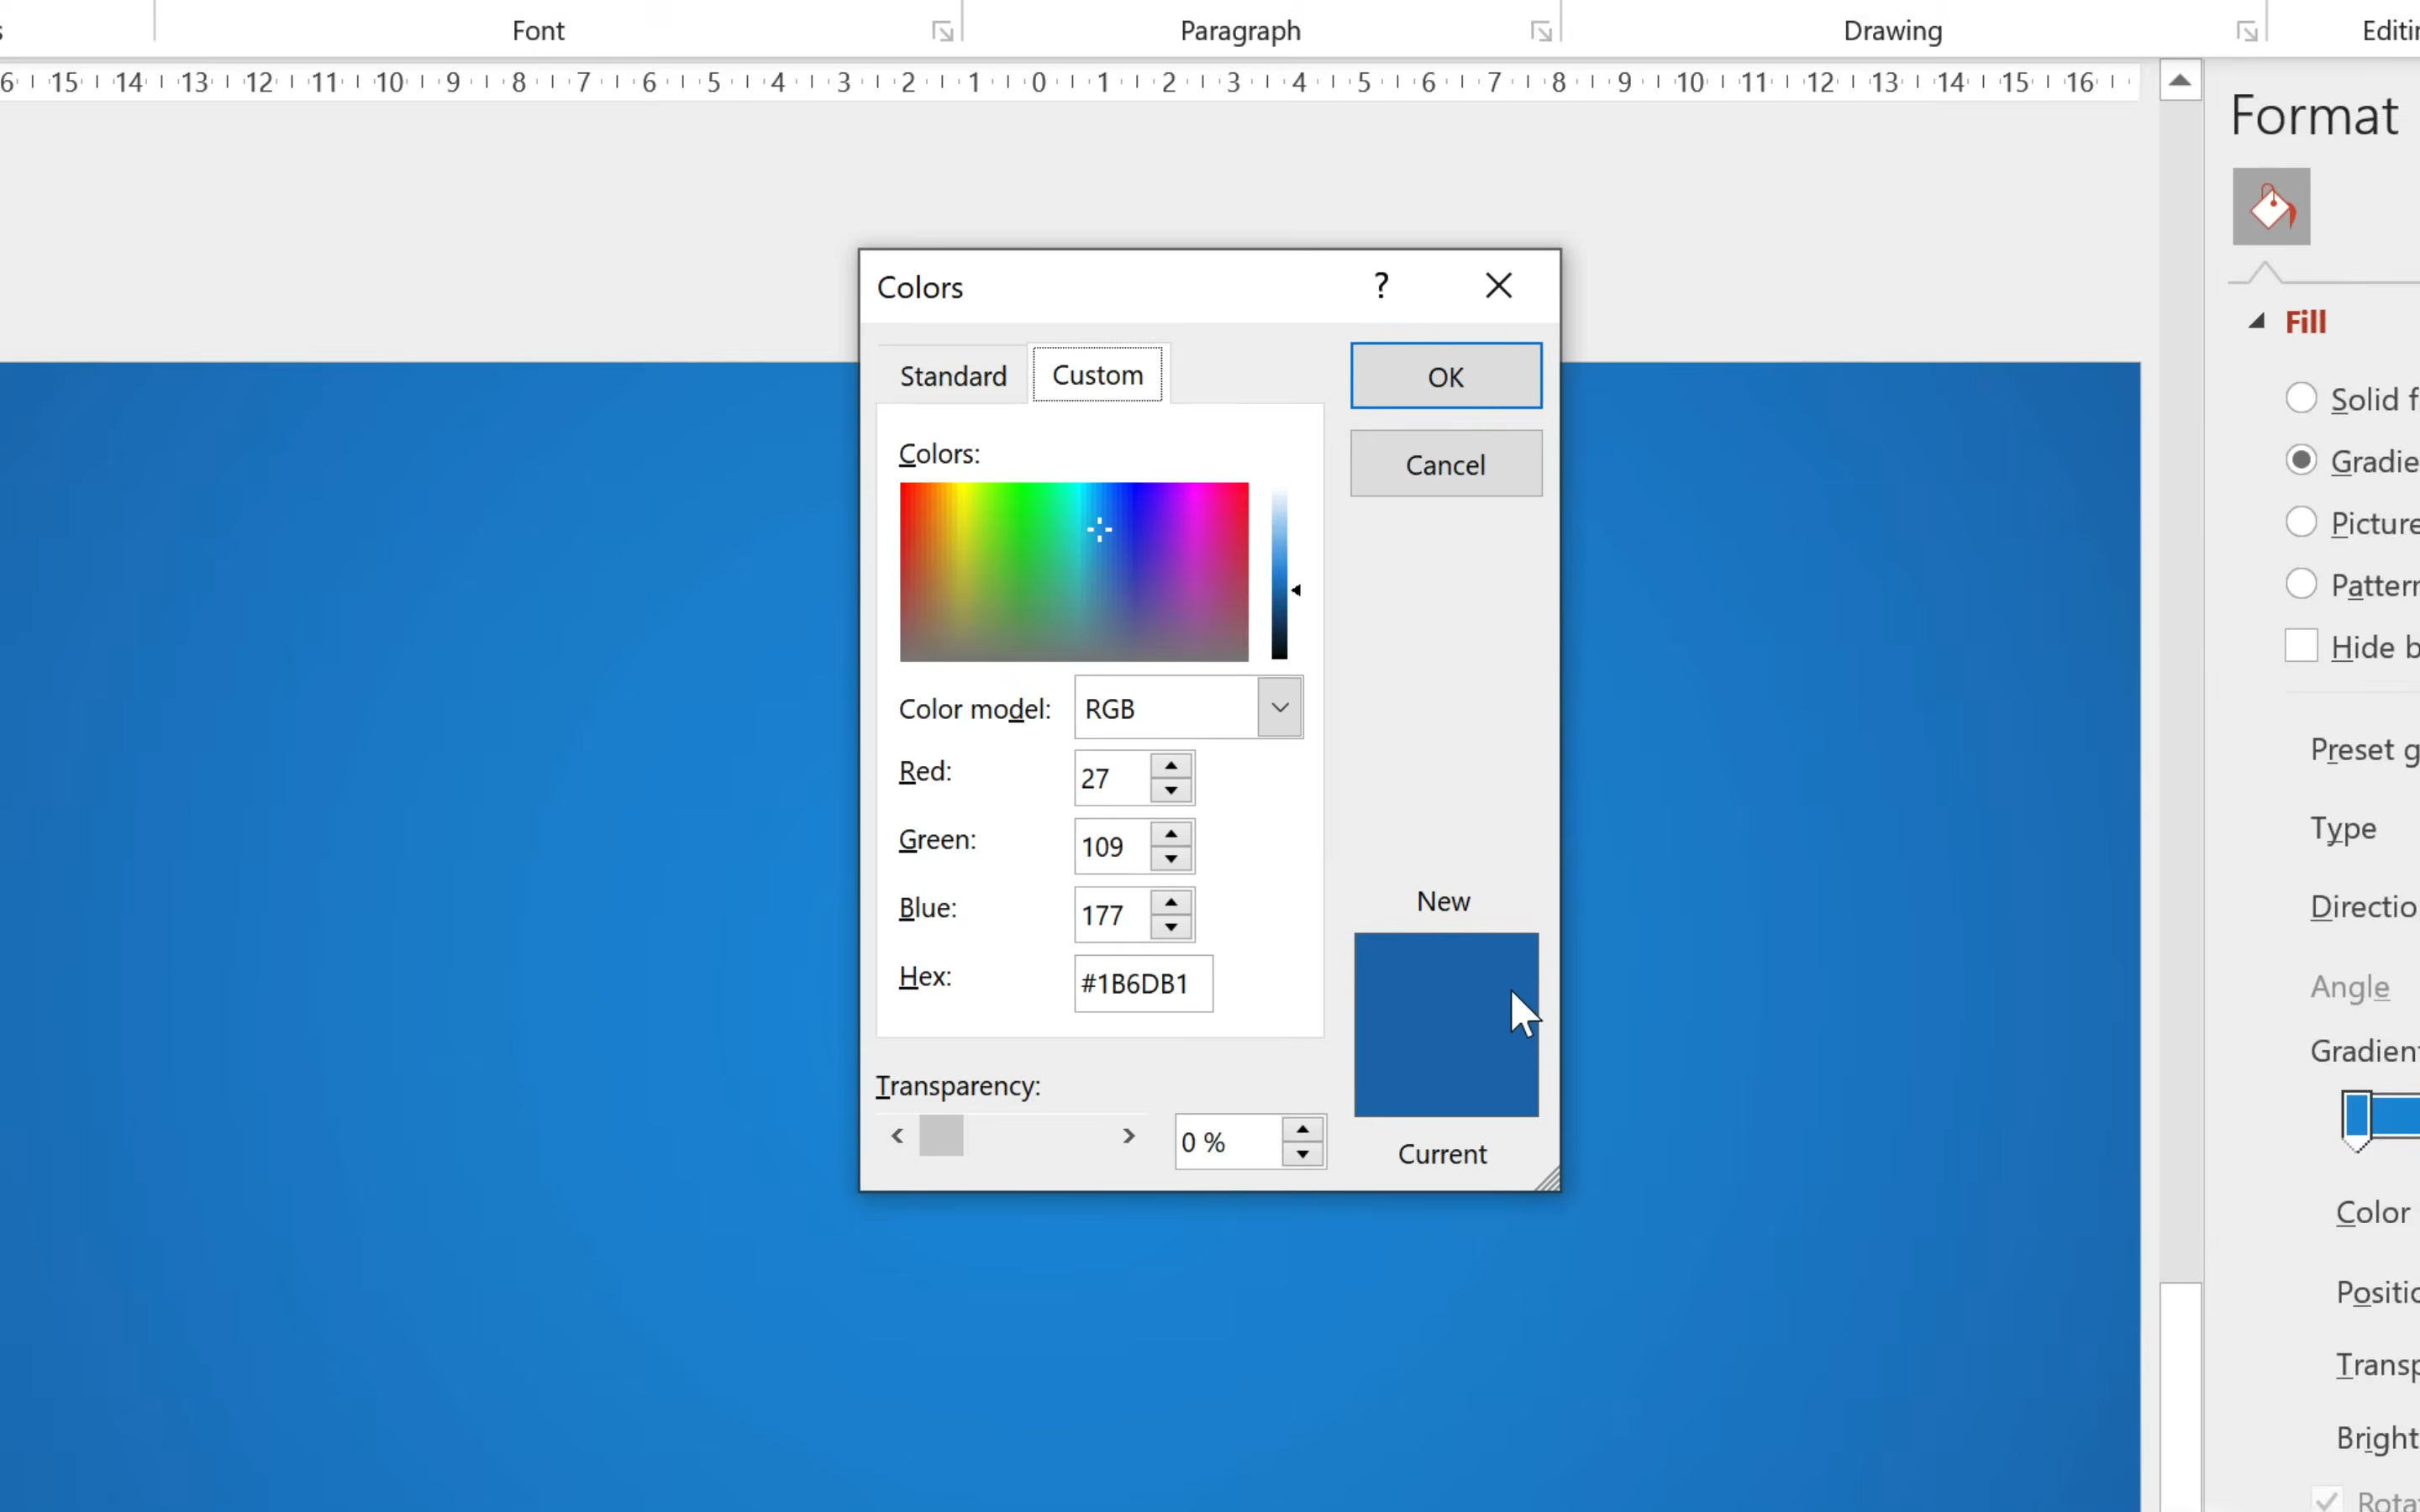 Font
Paragraph
Drawing
6 15 14 13 12 11 10 9 8 7 6 5 4 3 2 1 0 1 2 3 4 5 6 7 8 9 10 11 12 13 14 15 16
Format
Fill
Solid f
Gradie
Picture
Patter
Hide b
Preset g
Type
Directio
Angle
Gradien
Color
Positio
Transp
Bright
Rota
Colors
?
Standard
Custom
OK
Cancel
Colors:
Color model: RGB
Red: 27
Green: 109
Blue: 177
Hex: #1B6DB1
New
Current
Transparency:
0 %